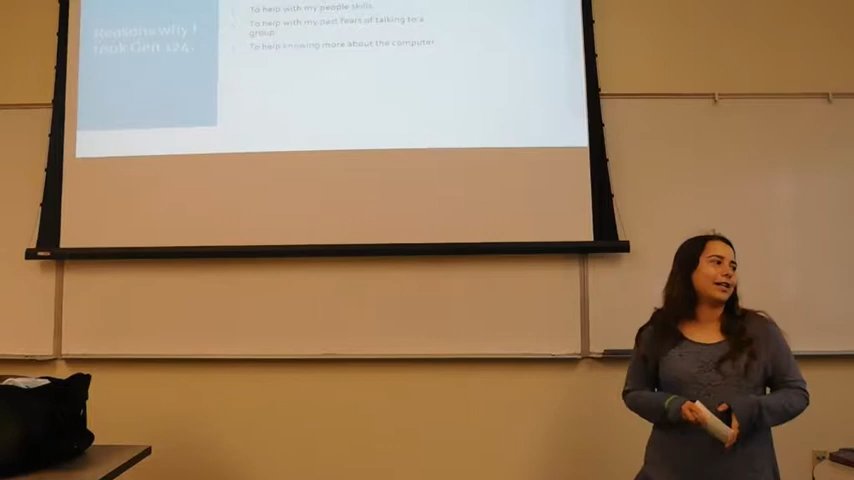 Reasons why I
took Gen 124.
To help with my people skills.
To help with my past fears of talking to a
group.
To help knowing more about the computer